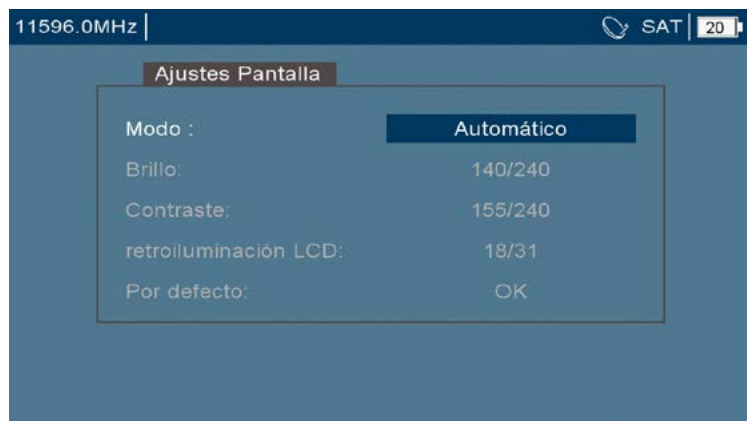 11596.0MHz SAT 20
Ajustes Pantalla
Modo : Automático
Brillo: 140/240
Contraste: 155/240
retroiluminación LCD: 18/31
Por defecto: OK